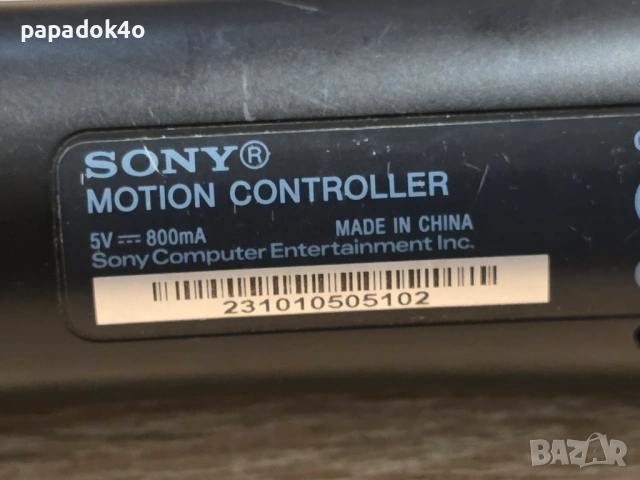 papadok4o
SONY®
MOTION CONTROLLER
5V ⎓ 800mA MADE IN CHINA
Sony Computer Entertainment Inc.
231010505102
BAZAR